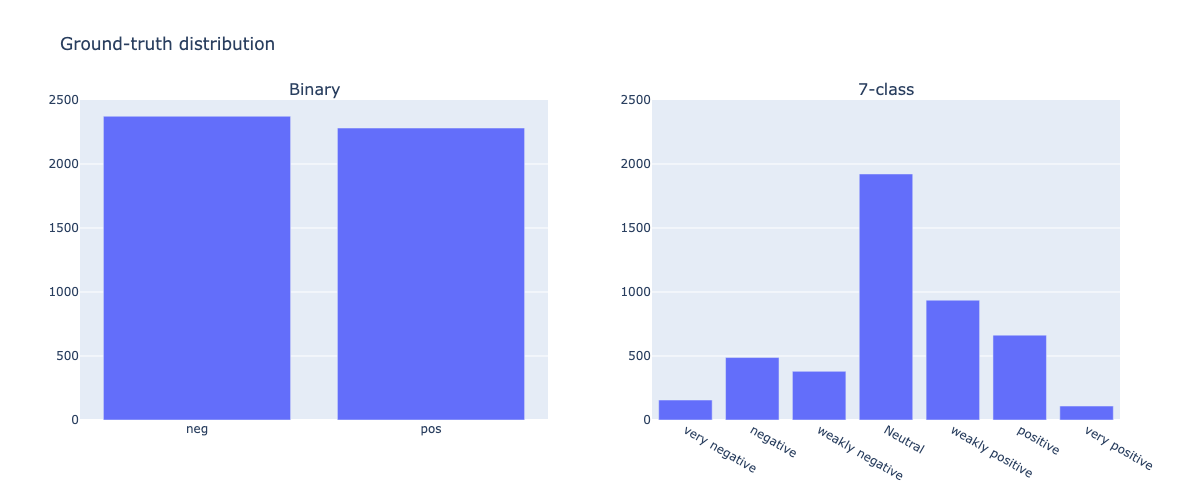 Ground-truth distribution
Binary
2500
2000
1500
1000
500
0
neg
pos
7-class
2500
2000
1500
1000
500
0
very negative
negative
weakly negative
Neutral
weakly positive
positive
very positive